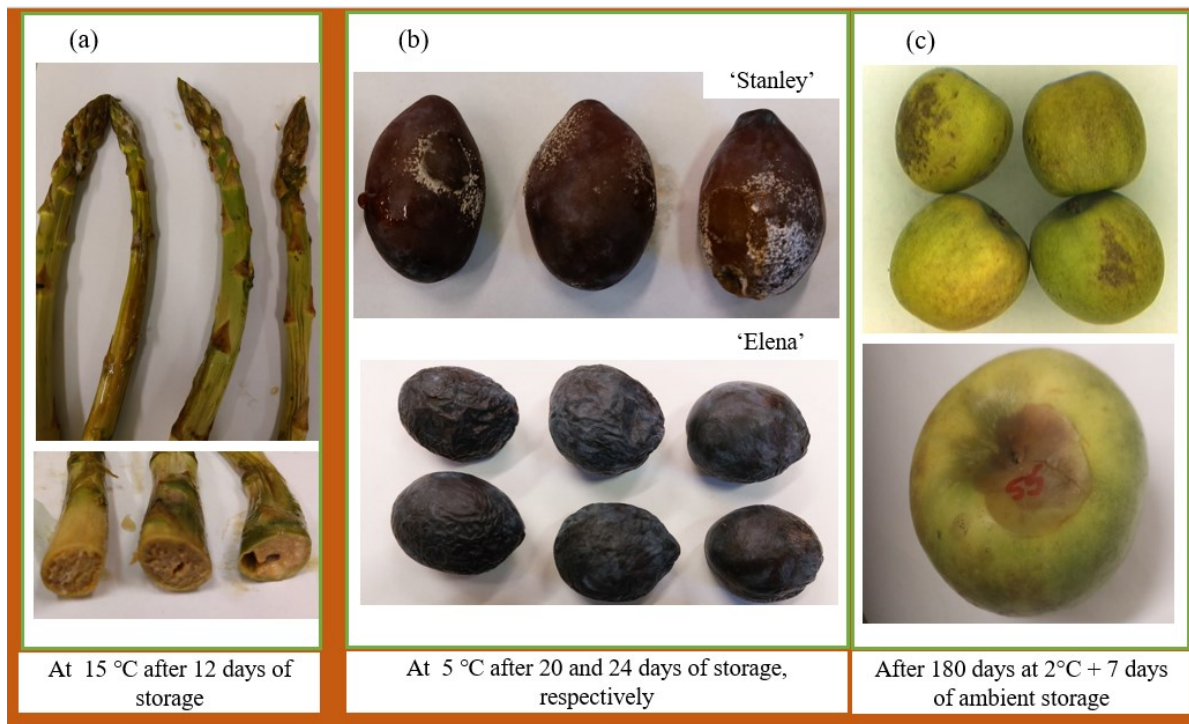 (a)
(b)
(c)
‘Stanley’
‘Elena’
55
At 15 °C after 12 days of
storage
At 5 °C after 20 and 24 days of storage,
respectively
After 180 days at 2°C + 7 days
of ambient storage